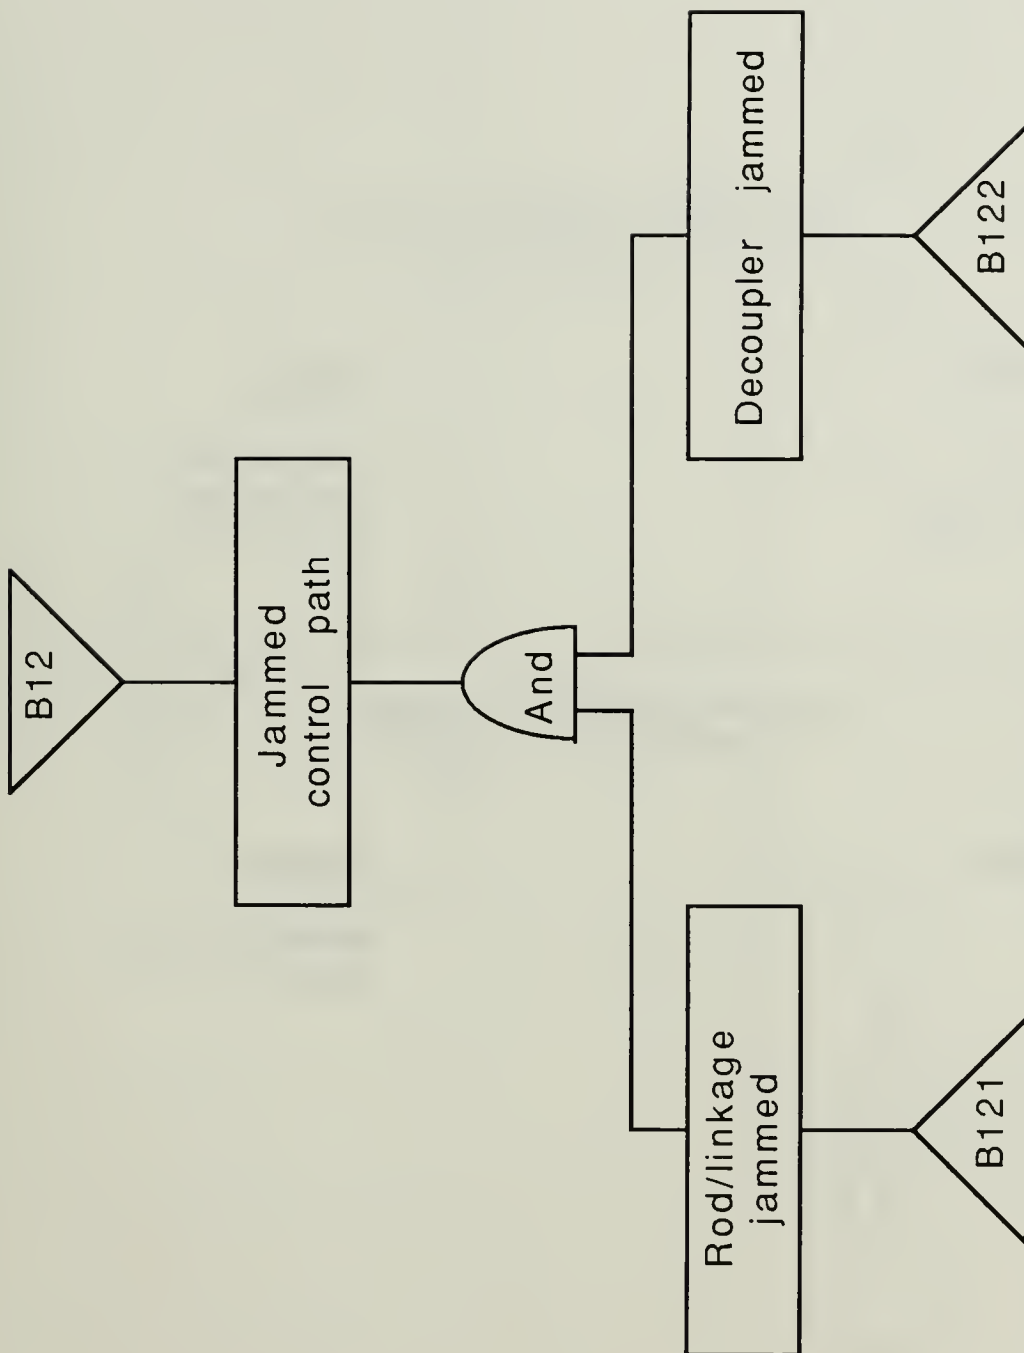 B12
Jammed
control path
And
Rod/linkage
jammed
Decoupler jammed
B121
B122